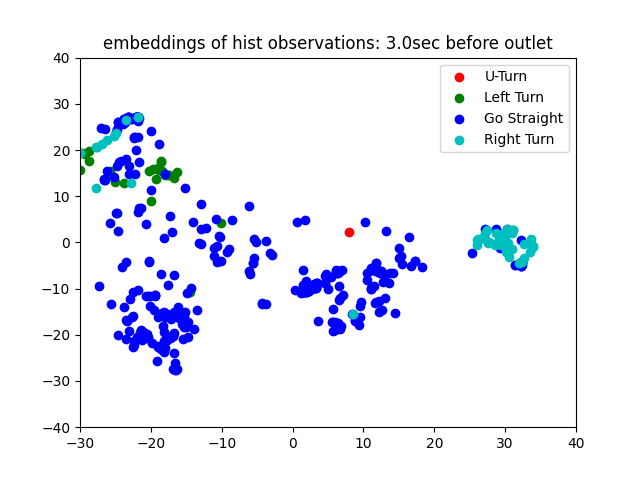 embeddings of hist observations: 3.0sec before outlet
U-Turn
Left Turn
Go Straight
Right Turn
40
30
20
10
0
−10
−20
−30
−40
−30 −20 −10 0 10 20 30 40